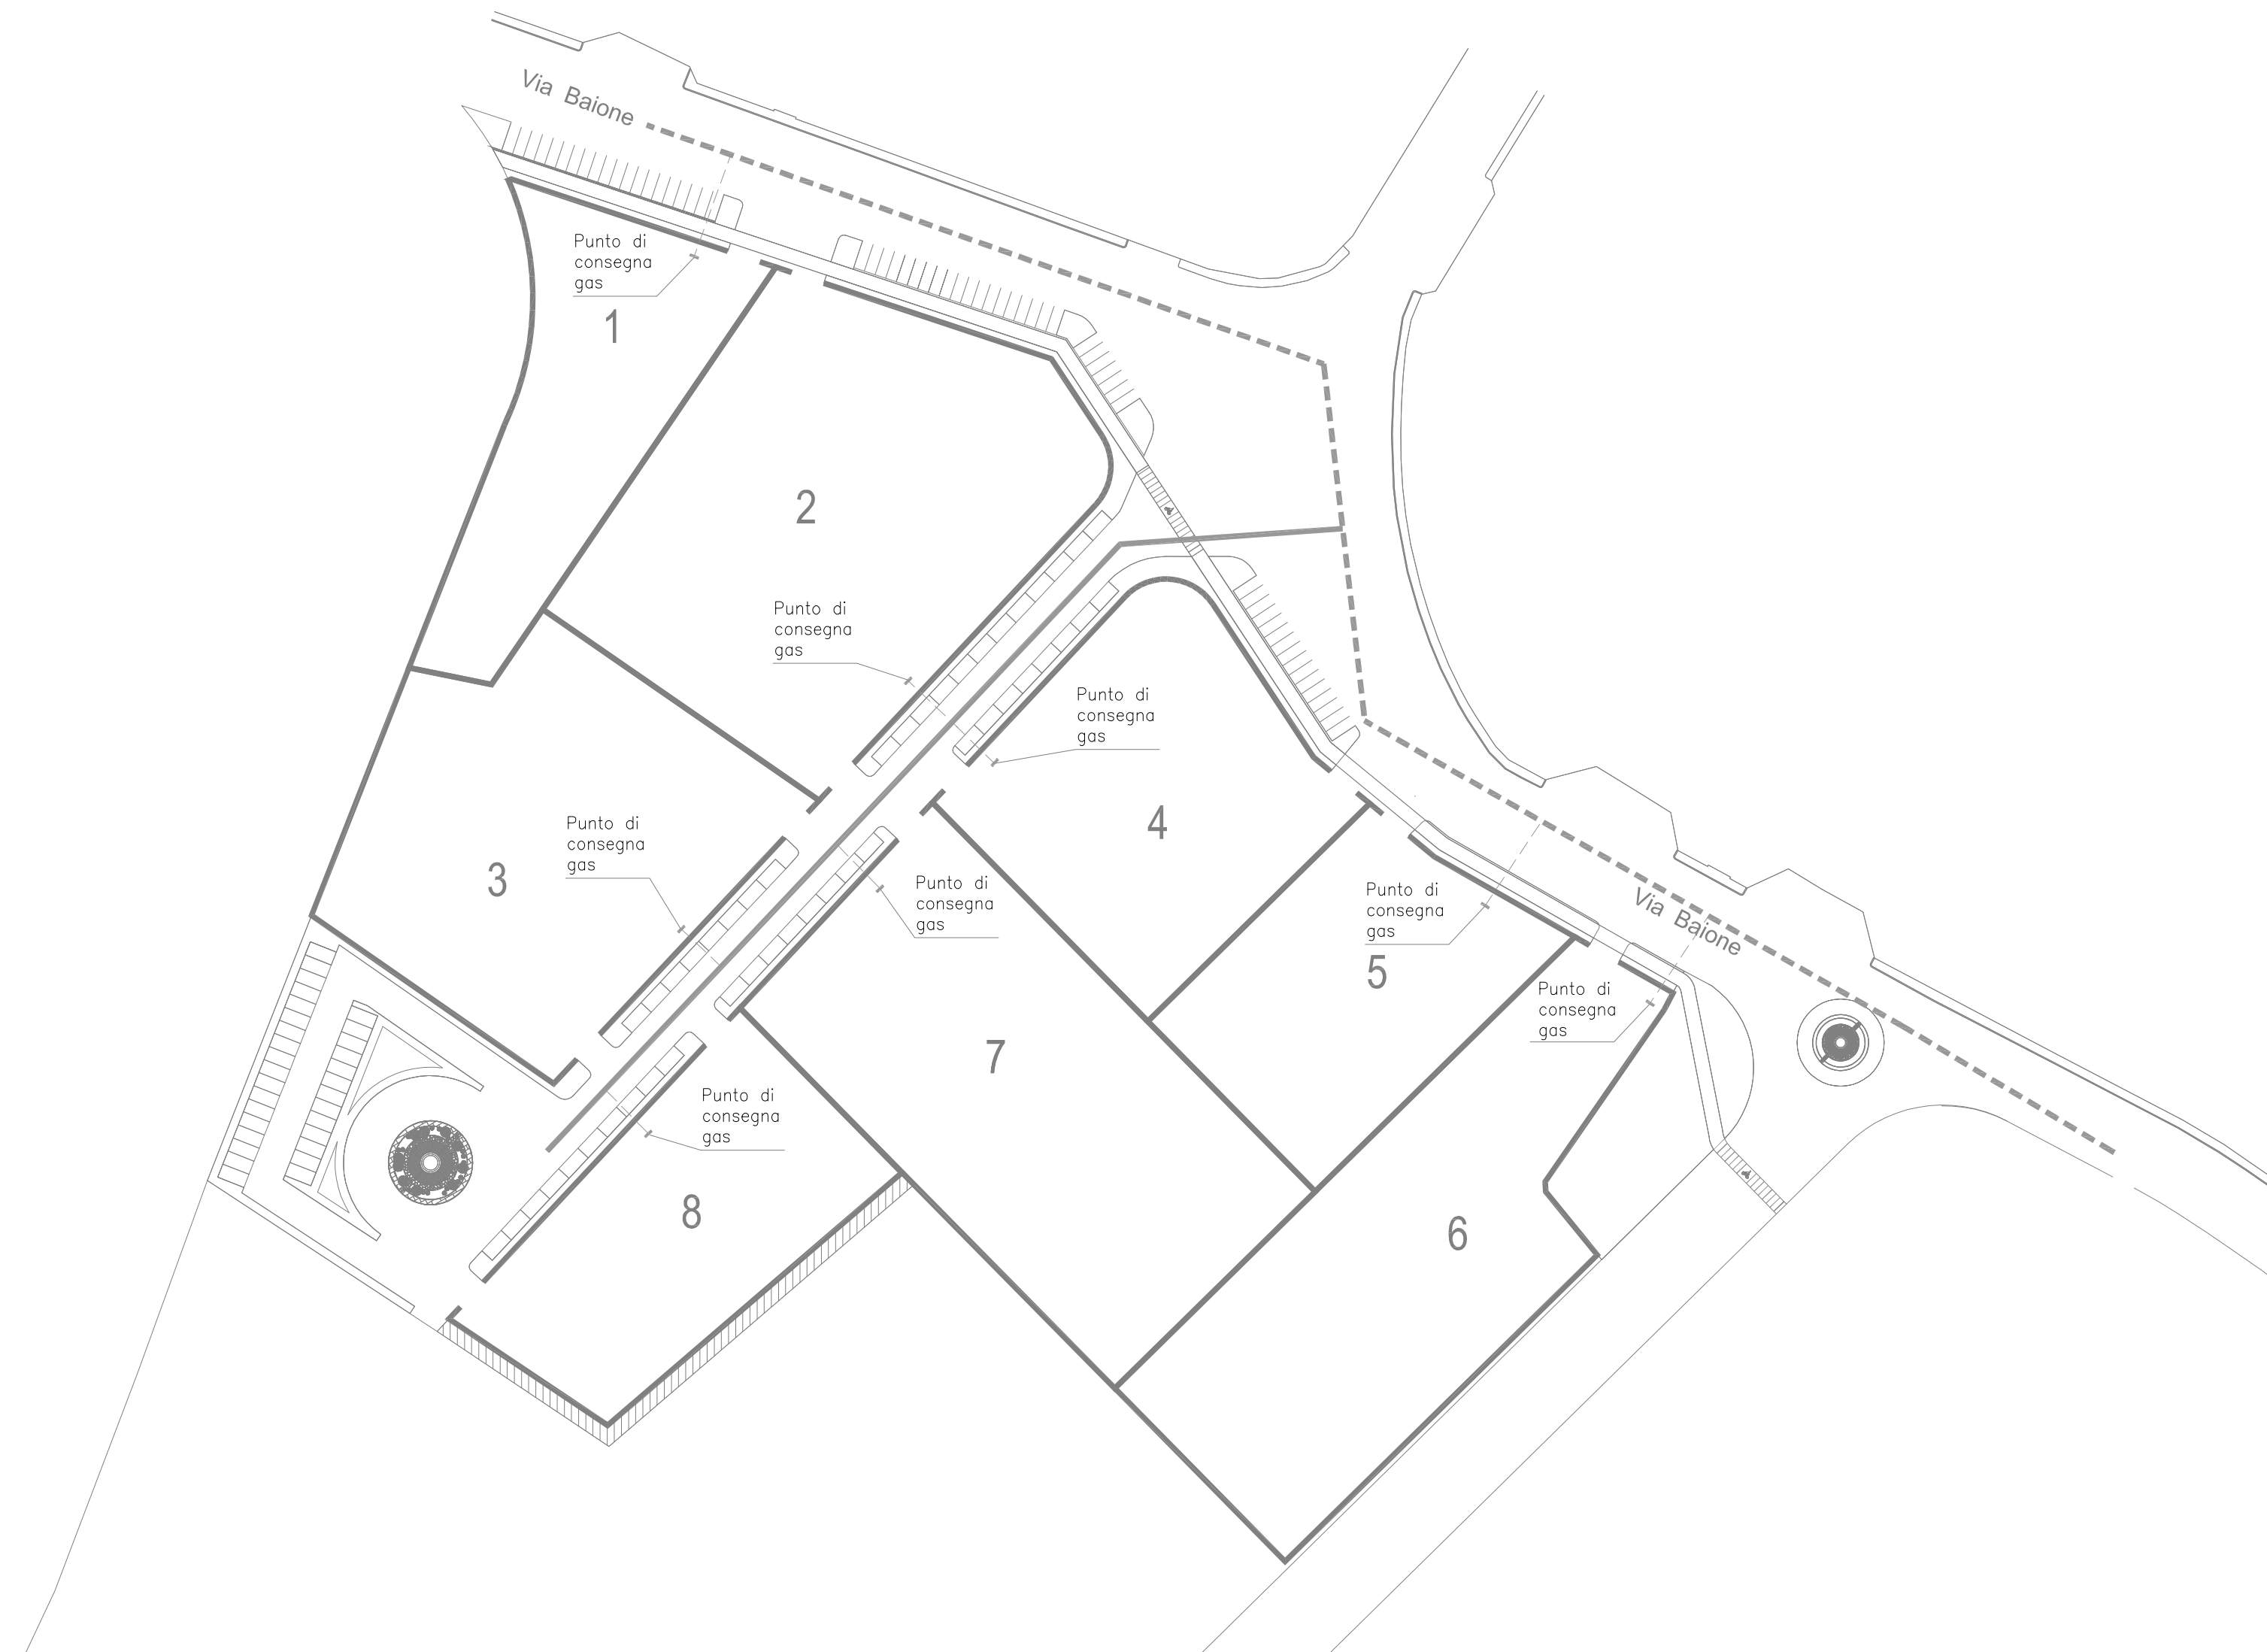 Via Baione
Punto di
consegna
gas
1
2
Punto di
consegna
gas
Punto di
consegna
gas
4
Punto di
consegna
gas
3
Punto di
consegna
gas
Punto di
consegna
gas
5
Via Baione
Punto di
consegna
gas
7
Punto di
consegna
gas
8
6